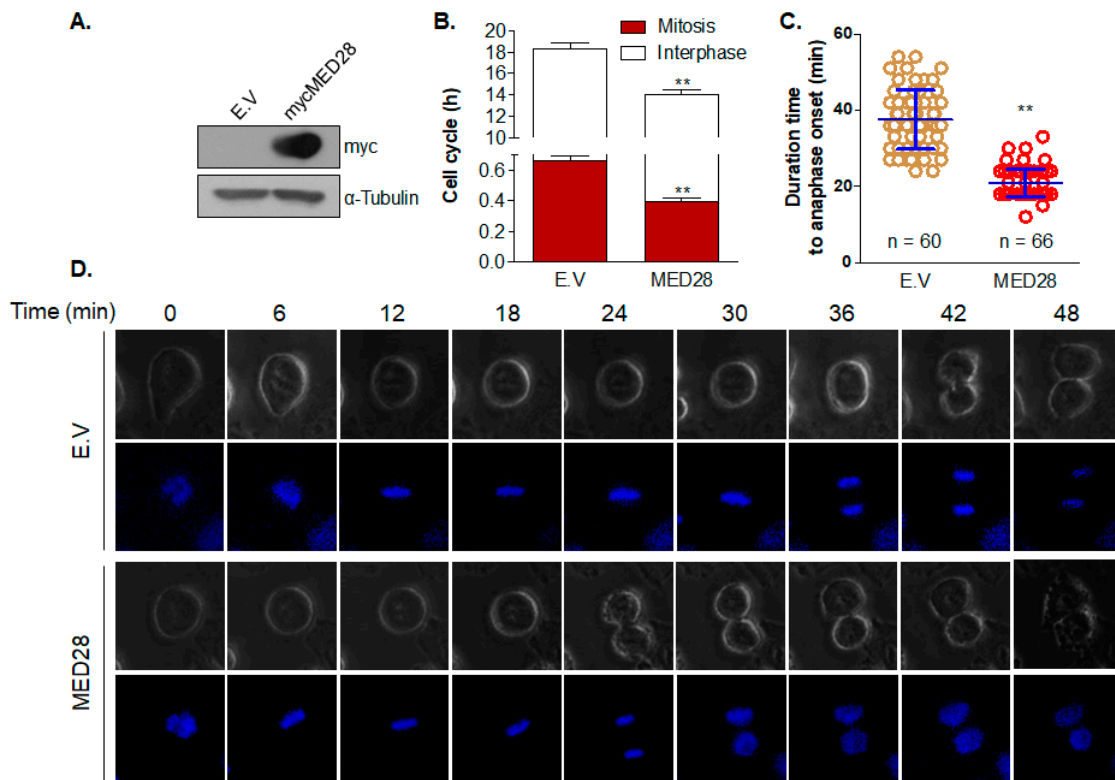 A.
E.V
mycMED28
myc
α-Tubulin
B.
Cell cycle (h)
20
18
16
14
12
10
0.6
0.4
0.2
0.0
Mitosis
Interphase
**
**
E.V
MED28
C.
Duration time
to anaphase onset (min)
60
40
20
0
**
n = 60
n = 66
E.V
MED28
D.
Time (min)
0 6 12 18 24 30 36 42 48
E.V
MED28